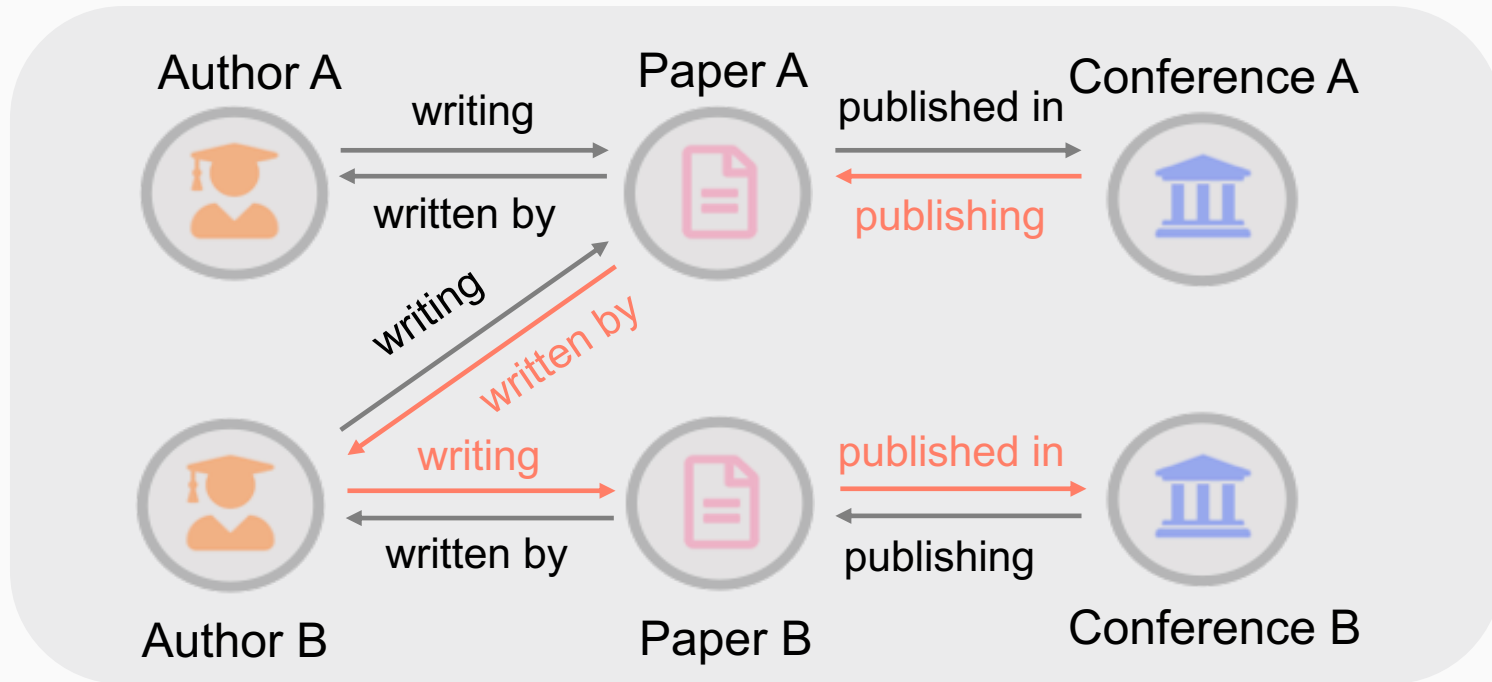 Author A
Paper A
Conference A
writing
published in
written by
publishing
writing
written by
writing
published in
written by
publishing
Author B
Paper B
Conference B